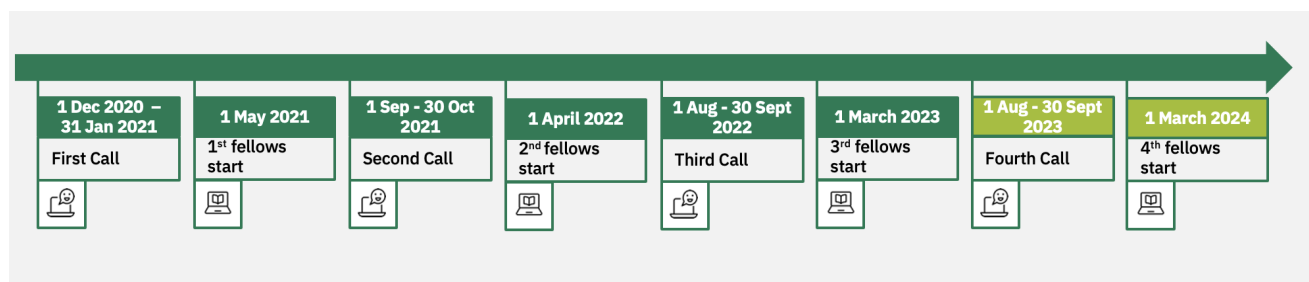 1 Dec 2020 –
31 Jan 2021
First Call
1 May 2021
1st fellows
start
1 Sep - 30 Oct
2021
Second Call
1 April 2022
2nd fellows
start
1 Aug - 30 Sept
2022
Third Call
1 March 2023
3rd fellows
start
1 Aug - 30 Sept
2023
Fourth Call
1 March 2024
4th fellows
start